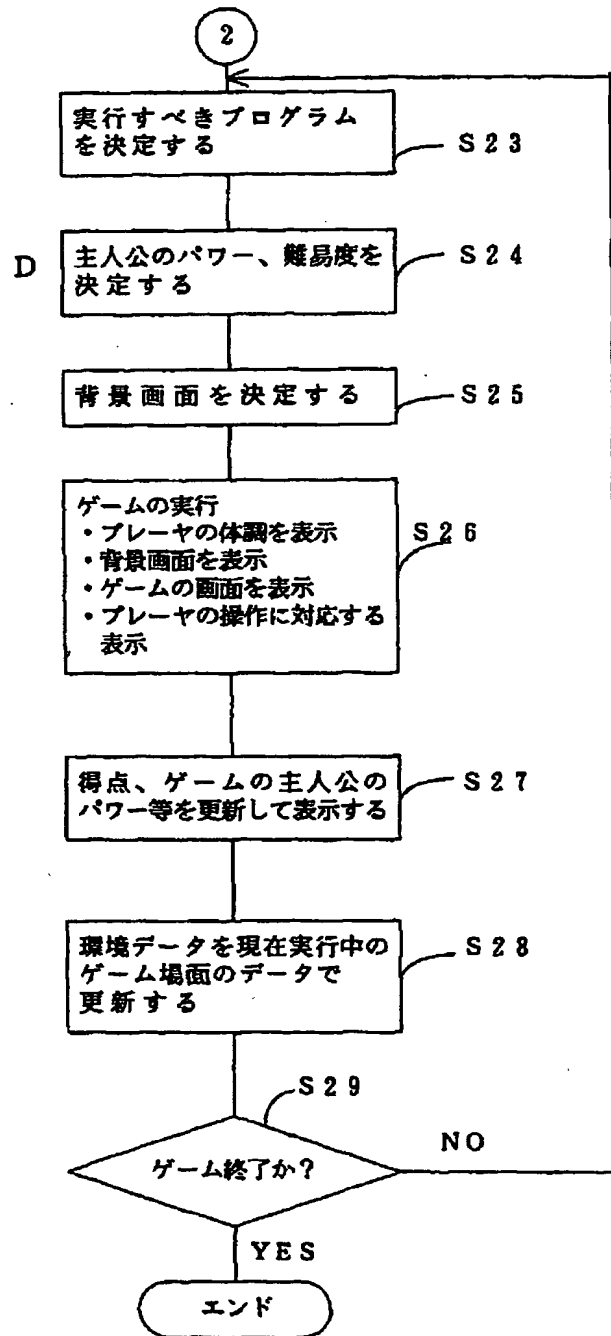 2
実行すべきプログラム
を決定する
S23
D
主人公のパワー、難易度を
決定する
S24
背景画面を決定する
S25
ゲームの実行
・プレーヤの体調を表示
・背景画面を表示
・ゲームの画面を表示
・プレーヤの操作に対応する
表示
S26
得点、ゲームの主人公の
パワー等を更新して表示する
S27
環境データを現在実行中の
ゲーム場面のデータで
更新する
S28
S29
ゲーム終了か?
NO
YES
エンド